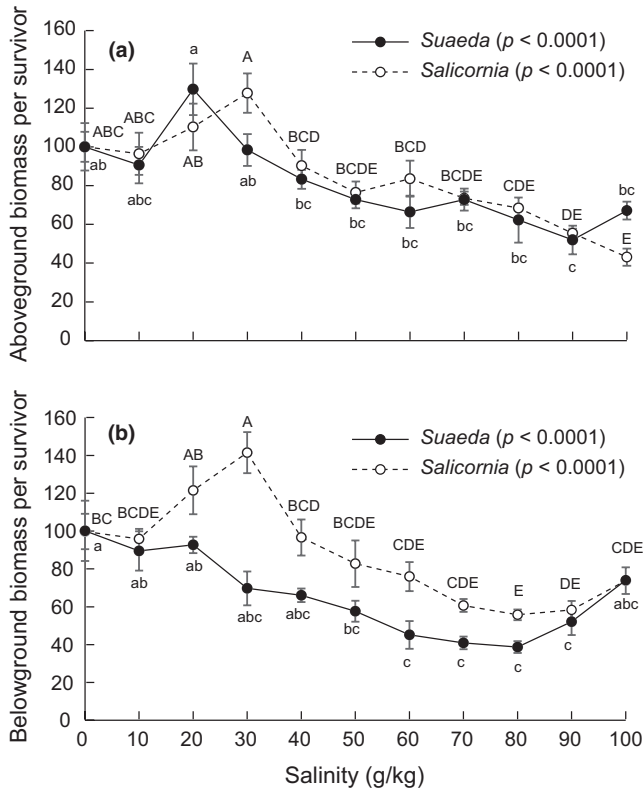 Aboveground biomass per survivor
160
140
120
100
80
60
40
20
0
(a)
Suaeda (p < 0.0001)
Salicornia (p < 0.0001)
ABC
ab
ABC
abc
a
AB
A
ab
BCD
bc
BCDE
bc
BCD
bc
BCDE
bc
CDE
bc
DE
c
bc
E
Belowground biomass per survivor
160
140
120
100
80
60
40
20
0
(b)
Suaeda (p < 0.0001)
Salicornia (p < 0.0001)
BC
a
BCDE
ab
AB
ab
A
abc
BCD
abc
BCDE
bc
CDE
c
CDE
c
E
c
DE
c
CDE
abc
0 10 20 30 40 50 60 70 80 90 100
Salinity (g/kg)